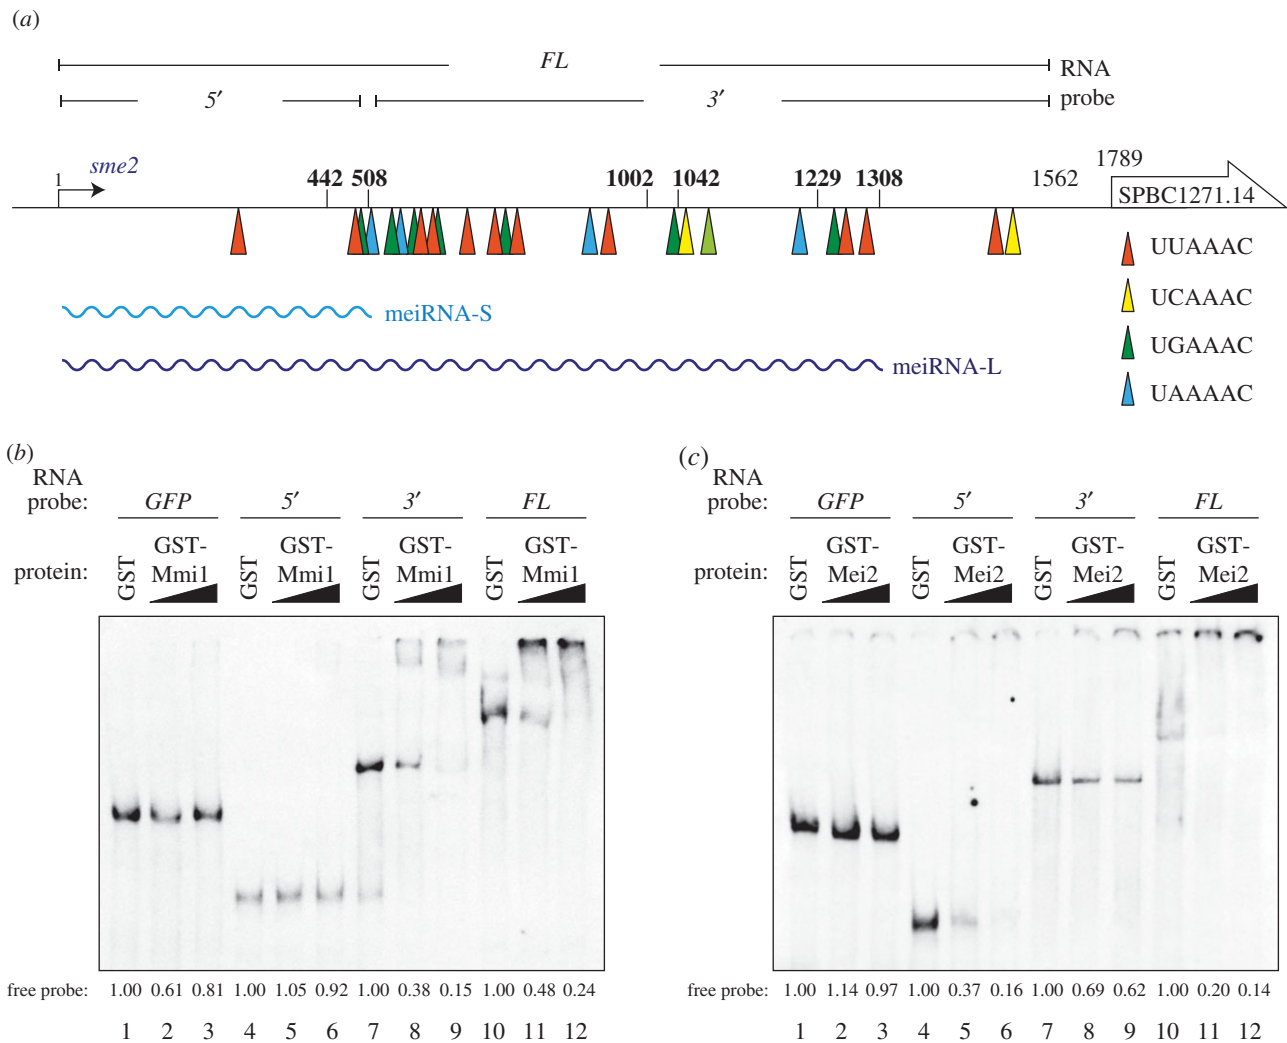 (a)
FL
RNA
5′ 3′ probe
sme2
1 442 508 1002 1042 1229 1308 1562 1789
SPBC1271.14
UUAAAC
UCAAAC
UGAAAC
UAAAAC
meiRNA-S
meiRNA-L
(b)
RNA
probe: GFP 5′ 3′ FL
protein: GST GST-Mmi1 GST GST-Mmi1 GST GST-Mmi1 GST GST-Mmi1
free probe: 1.00 0.61 0.81 1.00 1.05 0.92 1.00 0.38 0.15 1.00 0.48 0.24
1 2 3 4 5 6 7 8 9 10 11 12
(c)
RNA
probe: GFP 5′ 3′ FL
protein: GST GST-Mei2 GST GST-Mei2 GST GST-Mei2 GST GST-Mei2
free probe: 1.00 1.14 0.97 1.00 0.37 0.16 1.00 0.69 0.62 1.00 0.20 0.14
1 2 3 4 5 6 7 8 9 10 11 12